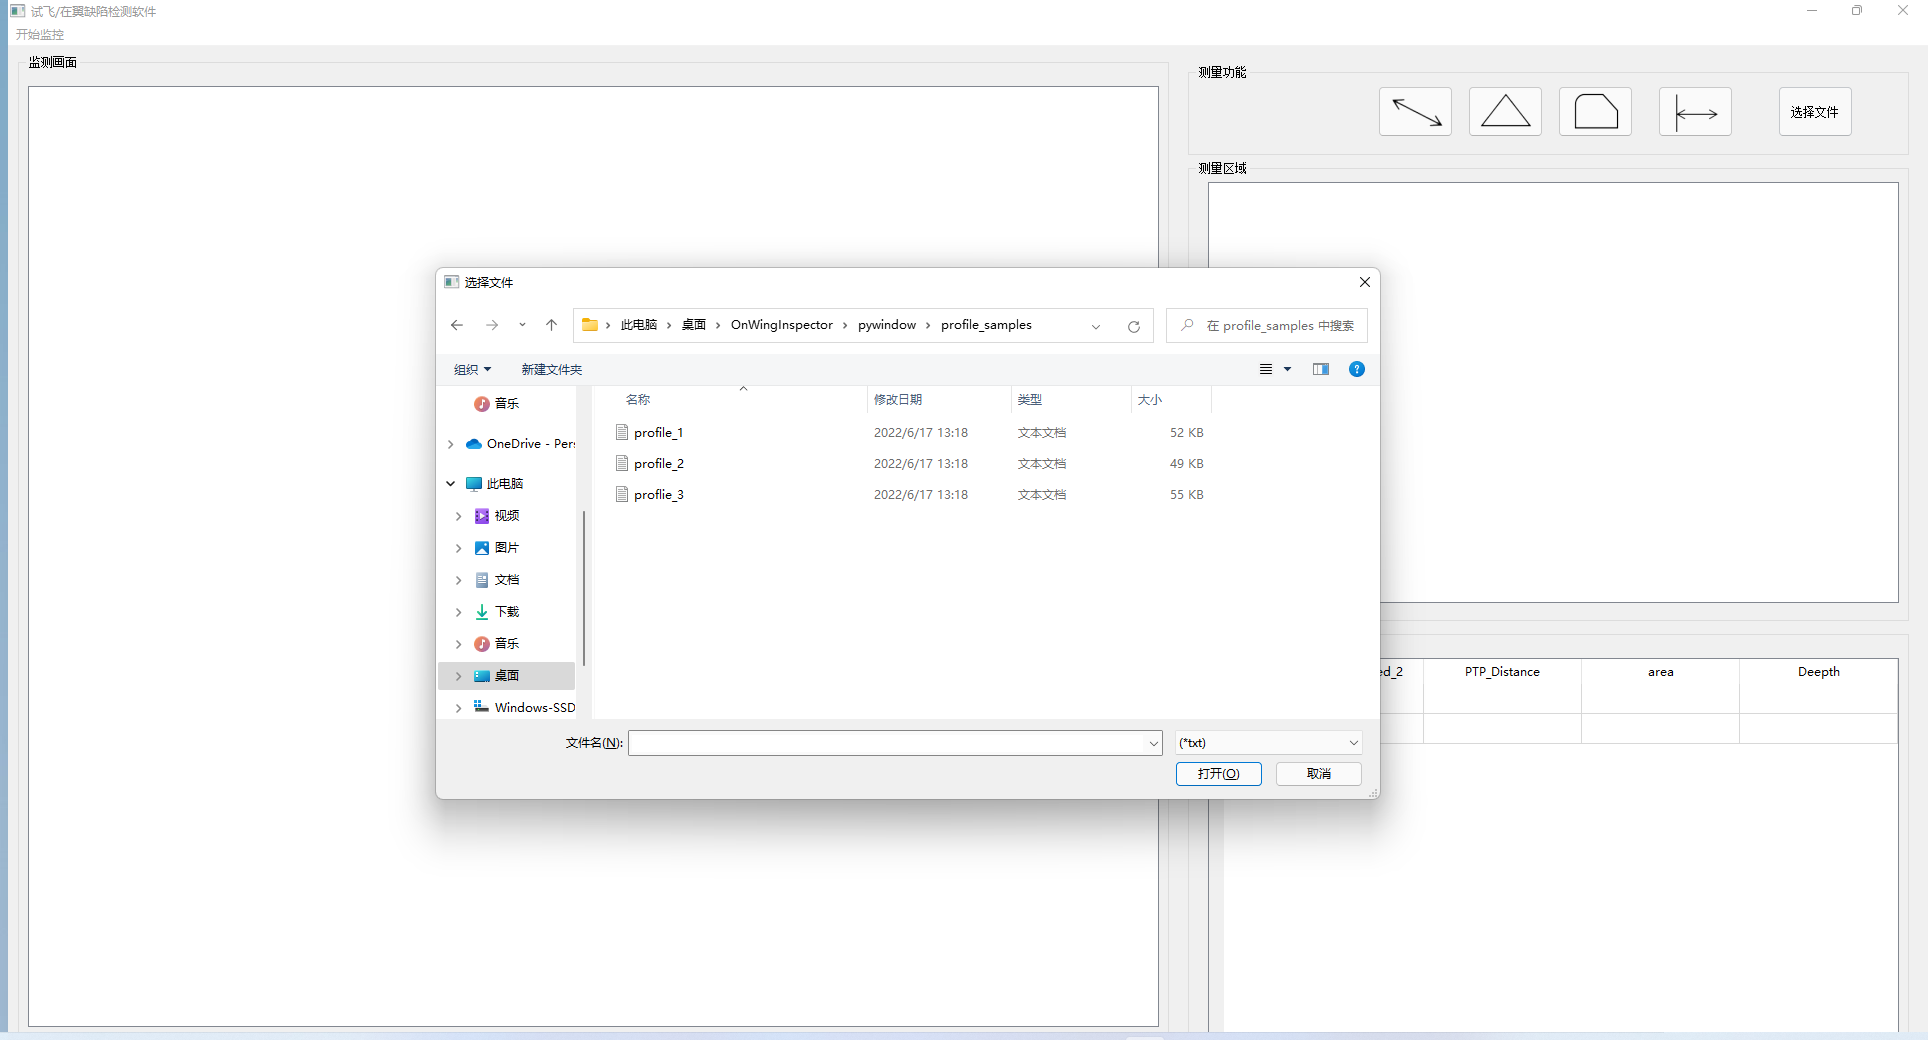 试飞/在翼缺陷检测软件
开始监控
监测画面
测量功能
选择文件
测量区域
选择文件
此电脑 桌面 OnWingInspector pywindow profile_samples
在 profile_samples 中搜索
组织 新建文件夹
名称 修改日期 类型 大小
音乐
OneDrive - Pers
此电脑
视频
图片
文档
下载
音乐
桌面
Windows-SSD
profile_1 2022/6/17 13:18 文本文档 52 KB
profile_2 2022/6/17 13:18 文本文档 49 KB
proflie_3 2022/6/17 13:18 文本文档 55 KB
文件名(N): (*txt)
打开(O) 取消
ed_2 PTP_Distance area Deepth